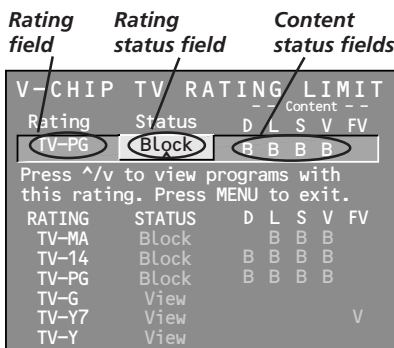 Rating field
Rating status field
Content status fields
V-CHIP TV RATING LIMIT
– – Content – –
Rating Status D L S V FV
TV-PG Block B B B B
Press ^/v to view programs with
this rating. Press MENU to exit.
RATING STATUS D L S V FV
TV-MA Block B B B
TV-14 Block B B B B
TV-PG Block B B B B
TV-G View
TV-Y7 View V
TV-Y View